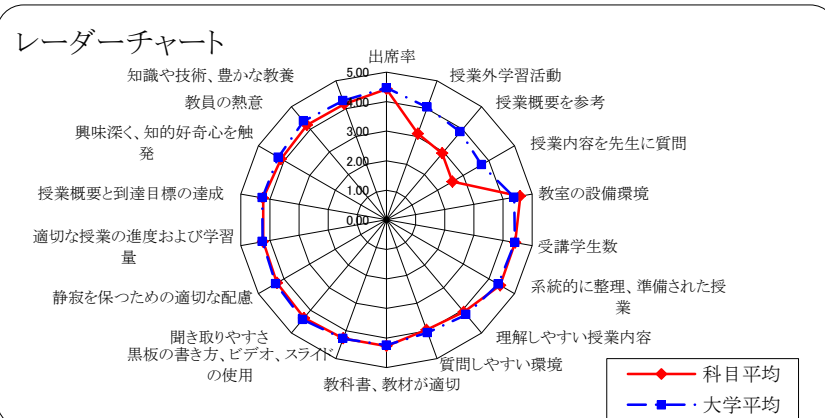 レーダーチャート
出席率
授業外学習活動
授業概要を参考
授業内容を先生に質問
教室の設備環境
受講学生数
系統的に整理、準備された授
業
理解しやすい授業内容
質問しやすい環境
教科書、教材が適切
黒板の書き方、ビデオ、スライド
の使用
聞き取りやすさ
静寂を保つための適切な配慮
適切な授業の進度および学習
量
授業概要と到達目標の達成
興味深く、知的好奇心を触
発
教員の熱意
知識や技術、豊かな教養
5.00
4.00
3.00
2.00
1.00
0.00
科目平均
大学平均